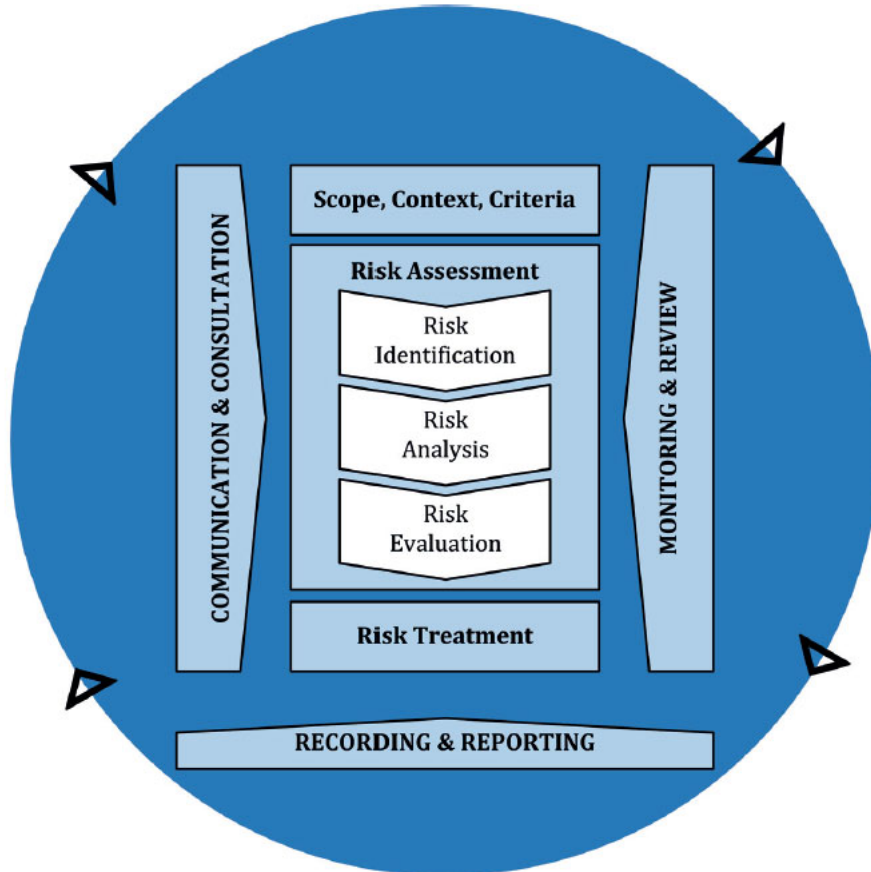 Scope, Context, Criteria
Risk Assessment
Risk
Identification
Risk
Analysis
Risk
Evaluation
Risk Treatment
COMMUNICATION & CONSULTATION
MONITORING & REVIEW
RECORDING & REPORTING